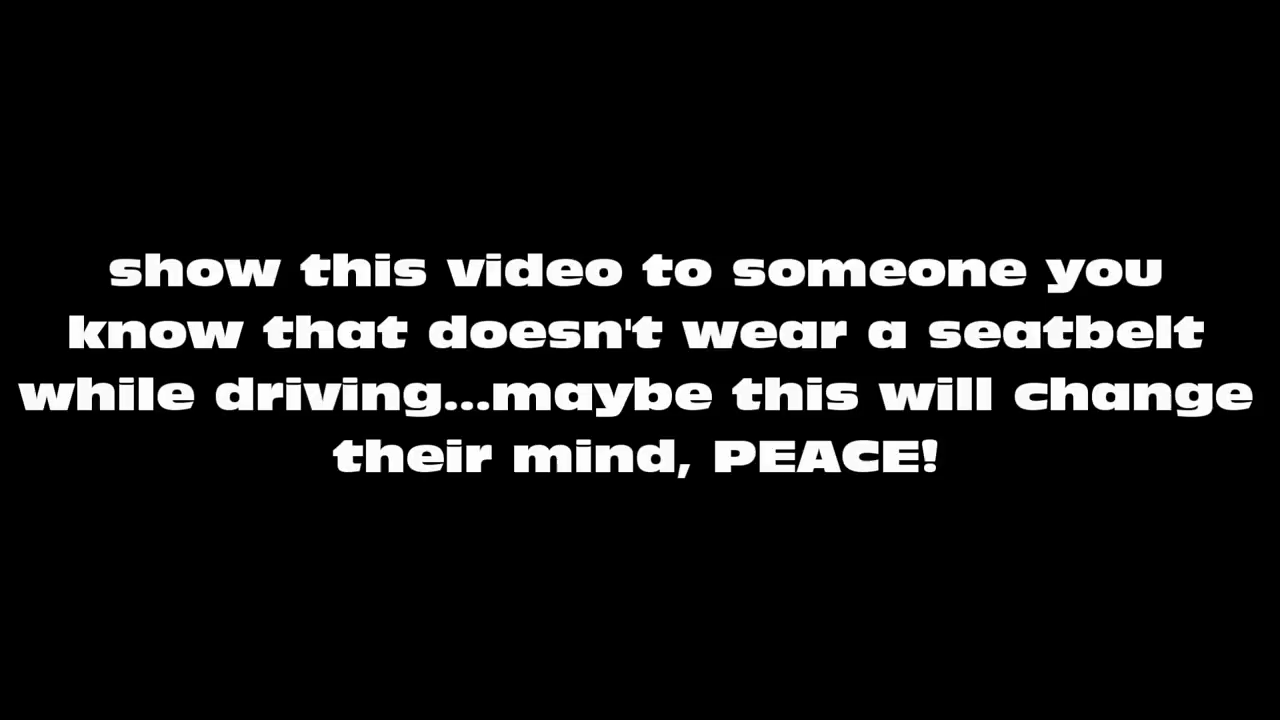 show this video to someone you
know that doesn't wear a seatbelt
while driving...maybe this will change
their mind, PEACE!